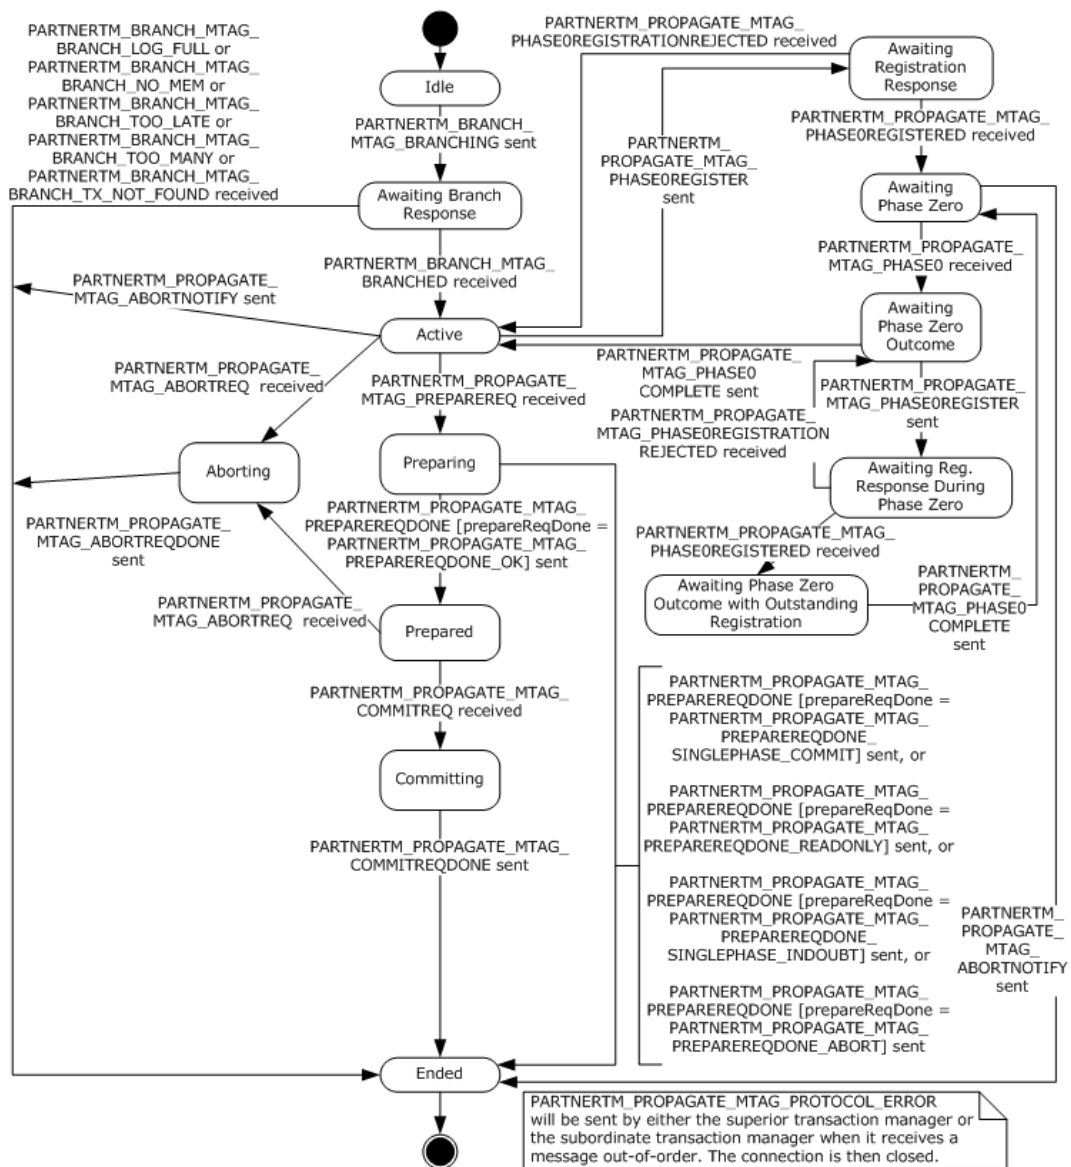 PARTNERTM_BRANCH_MTAG_
BRANCH_LOG_FULL or
PARTNERTM_BRANCH_MTAG_
BRANCH_NO_MEM or
PARTNERTM_BRANCH_MTAG_
BRANCH_TOO_LATE or
PARTNERTM_BRANCH_MTAG_
BRANCH_TOO_MANY or
PARTNERTM_BRANCH_MTAG_
BRANCH_TX_NOT_FOUND received
Idle
PARTNERTM_BRANCH_
MTAG_BRANCHING sent
Awaiting Branch
Response
PARTNERTM_BRANCH_MTAG_
BRANCHED received
PARTNERTM_PROPAGATE_
MTAG_ABORTNOTIFY sent
Active
PARTNERTM_PROPAGATE_MTAG_
PHASE0REGISTRATIONREJECTED received
PARTNERTM_
PROPAGATE_MTAG_
PHASE0REGISTER
sent
Awaiting
Registration
Response
PARTNERTM_PROPAGATE_MTAG_
PHASE0REGISTERED received
Awaiting
Phase Zero
PARTNERTM_PROPAGATE_
MTAG_PHASE0 received
Awaiting
Phase Zero
Outcome
PARTNERTM_PROPAGATE_
MTAG_PHASE0
COMPLETE sent
PARTNERTM_PROPAGATE_
MTAG_PHASE0REGISTER
sent
PARTNERTM_PROPAGATE_
MTAG_PHASE0REGISTRATION
REJECTED received
Awaiting Reg.
Response During
Phase Zero
PARTNERTM_PROPAGATE_MTAG_
PHASE0REGISTERED received
Awaiting Phase Zero
Outcome with Outstanding
Registration
PARTNERTM_
PROPAGATE_
MTAG_PHASE0
COMPLETE
sent
PARTNERTM_PROPAGATE_
MTAG_ABORTREQ received
PARTNERTM_PROPAGATE_
MTAG_PREPAREREQ received
Aborting
Preparing
PARTNERTM_PROPAGATE_
MTAG_ABORTREQDONE
sent
PARTNERTM_PROPAGATE_MTAG_
PREPAREREQDONE [prepareReqDone =
PARTNERTM_PROPAGATE_MTAG_
PREPAREREQDONE_OK] sent
PARTNERTM_PROPAGATE_
MTAG_ABORTREQ received
Prepared
PARTNERTM_PROPAGATE_MTAG_
COMMITREQ received
Committing
PARTNERTM_PROPAGATE_MTAG_
COMMITREQDONE sent
PARTNERTM_PROPAGATE_MTAG_
PREPAREREQDONE [prepareReqDone =
PARTNERTM_PROPAGATE_MTAG_
PREPAREREQDONE_
SINGLEPHASE_COMMIT] sent, or
PARTNERTM_PROPAGATE_MTAG_
PREPAREREQDONE [prepareReqDone =
PARTNERTM_PROPAGATE_MTAG_
PREPAREREQDONE_READONLY] sent, or
PARTNERTM_PROPAGATE_MTAG_
PREPAREREQDONE [prepareReqDone =
PARTNERTM_PROPAGATE_MTAG_
PREPAREREQDONE_
SINGLEPHASE_INDOUBT] sent, or
PARTNERTM_PROPAGATE_MTAG_
PREPAREREQDONE [prepareReqDone =
PARTNERTM_PROPAGATE_MTAG_
PREPAREREQDONE_ABORT] sent
PARTNERTM_
PROPAGATE_
MTAG_
ABORTNOTIFY
sent
Ended
PARTNERTM_PROPAGATE_MTAG_PROTOCOL_ERROR
will be sent by either the superior transaction manager or
the subordinate transaction manager when it receives a
message out-of-order. The connection is then closed.